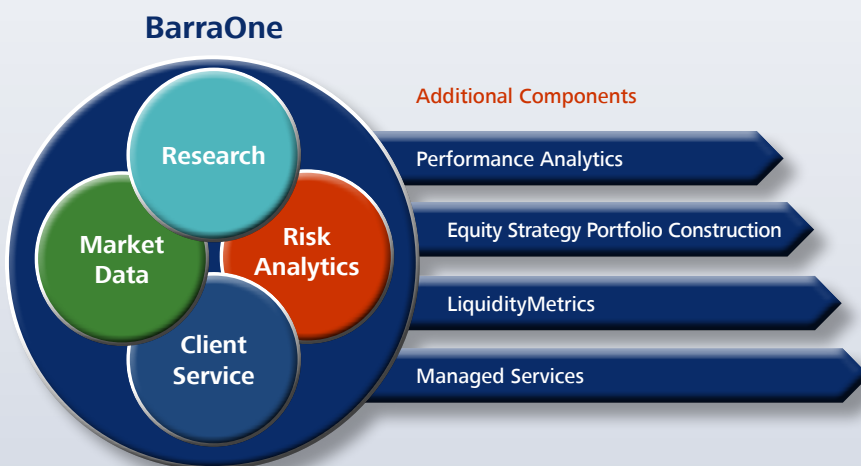 BarraOne
Research
Market
Data
Risk
Analytics
Client
Service
Additional Components
Performance Analytics
Equity Strategy Portfolio Construction
LiquidityMetrics
Managed Services